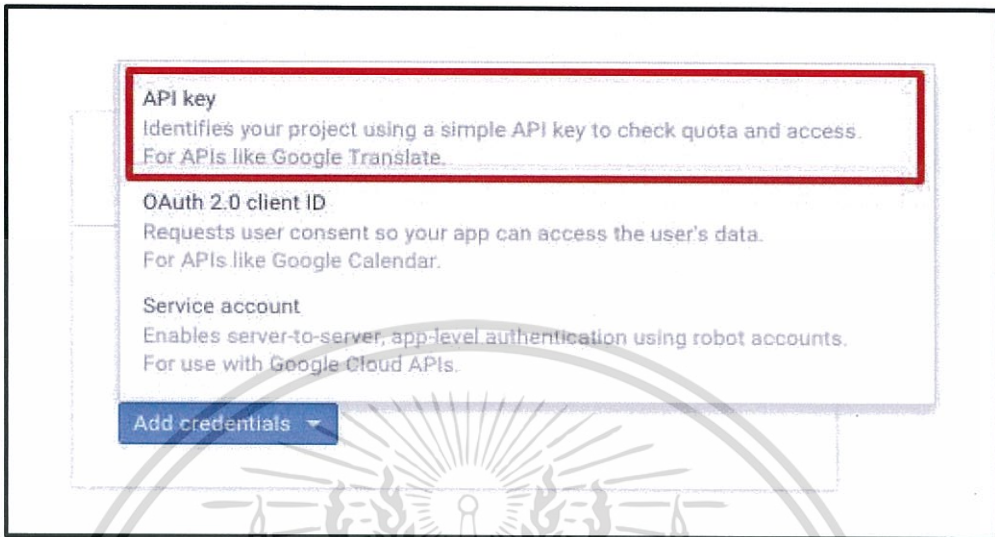 API key
Identifies your project using a simple API key to check quota and access.
For APIs like Google Translate.
OAuth 2.0 client ID
Requests user consent so your app can access the user's data.
For APIs like Google Calendar.
Service account
Enables server-to-server, app-level authentication using robot accounts.
For use with Google Cloud APIs.
Add credentials